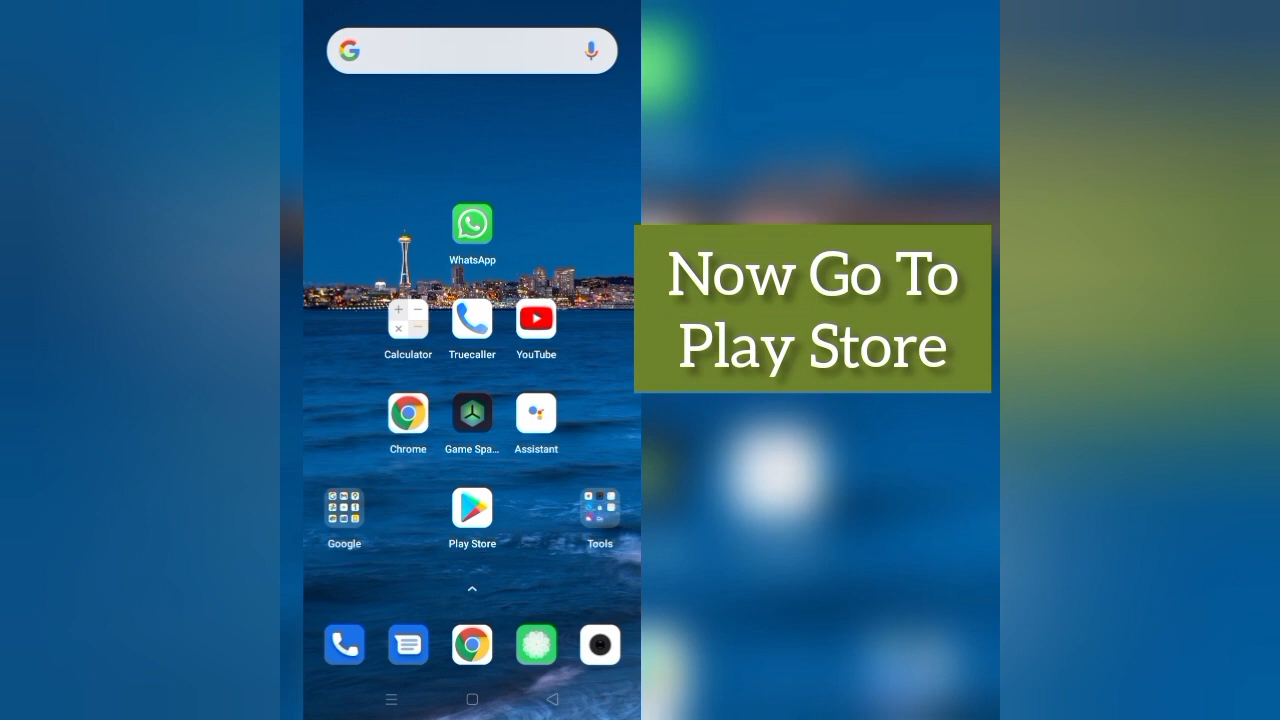 WhatsApp
Calculator Truecaller YouTube
Now Go To
Play Store
Chrome Game Spa... Assistant
Google Play Store Tools